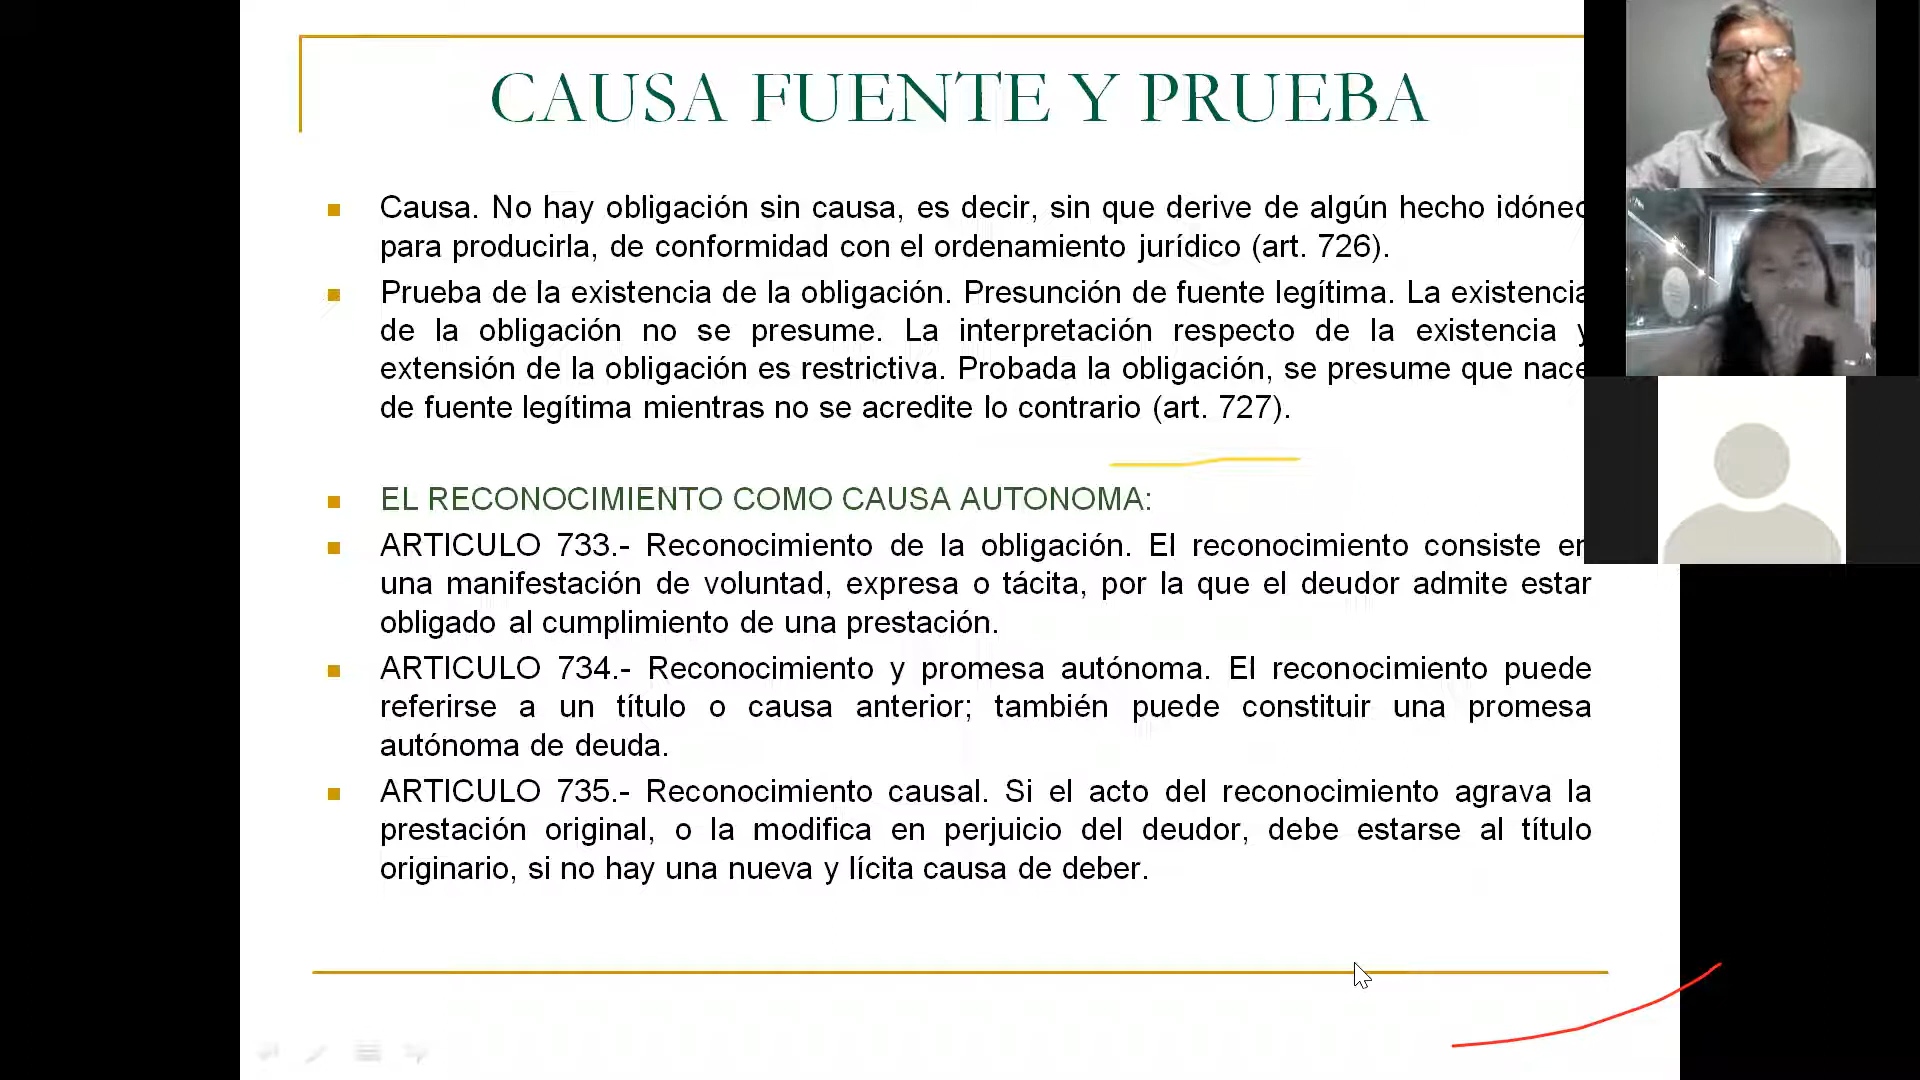 CAUSA FUENTE Y PRUEBA
Causa. No hay obligación sin causa, es decir, sin que derive de algún hecho idóneo
para producirla, de conformidad con el ordenamiento jurídico (art. 726).
Prueba de la existencia de la obligación. Presunción de fuente legítima. La existencia
de la obligación no se presume. La interpretación respecto de la existencia y
extensión de la obligación es restrictiva. Probada la obligación, se presume que nace
de fuente legítima mientras no se acredite lo contrario (art. 727).
EL RECONOCIMIENTO COMO CAUSA AUTONOMA:
ARTICULO 733.- Reconocimiento de la obligación. El reconocimiento consiste en
una manifestación de voluntad, expresa o tácita, por la que el deudor admite estar
obligado al cumplimiento de una prestación.
ARTICULO 734.- Reconocimiento y promesa autónoma. El reconocimiento puede
referirse a un título o causa anterior; también puede constituir una promesa
autónoma de deuda.
ARTICULO 735.- Reconocimiento causal. Si el acto del reconocimiento agrava la
prestación original, o la modifica en perjuicio del deudor, debe estarse al título
originario, si no hay una nueva y lícita causa de deber.